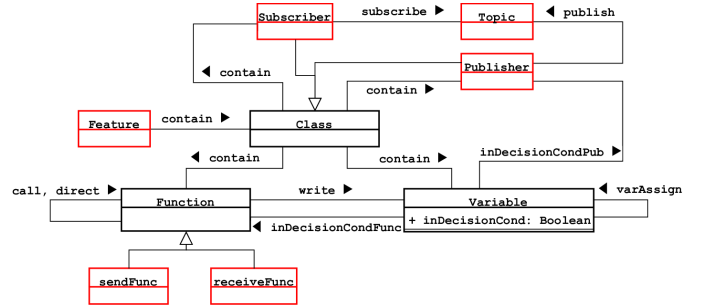 Subscriber
subscribe ▶
Topic
◀ publish
Publisher
◀ contain
contain ▶
Feature
contain ▶
Class
inDecisionCondPub ▶
◀ contain
contain ▶
call, direct ▶
Function
write ▶
Variable
◀ varAssign
+ inDecisionCond: Boolean
◀ inDecisionCondFunc
sendFunc
receiveFunc